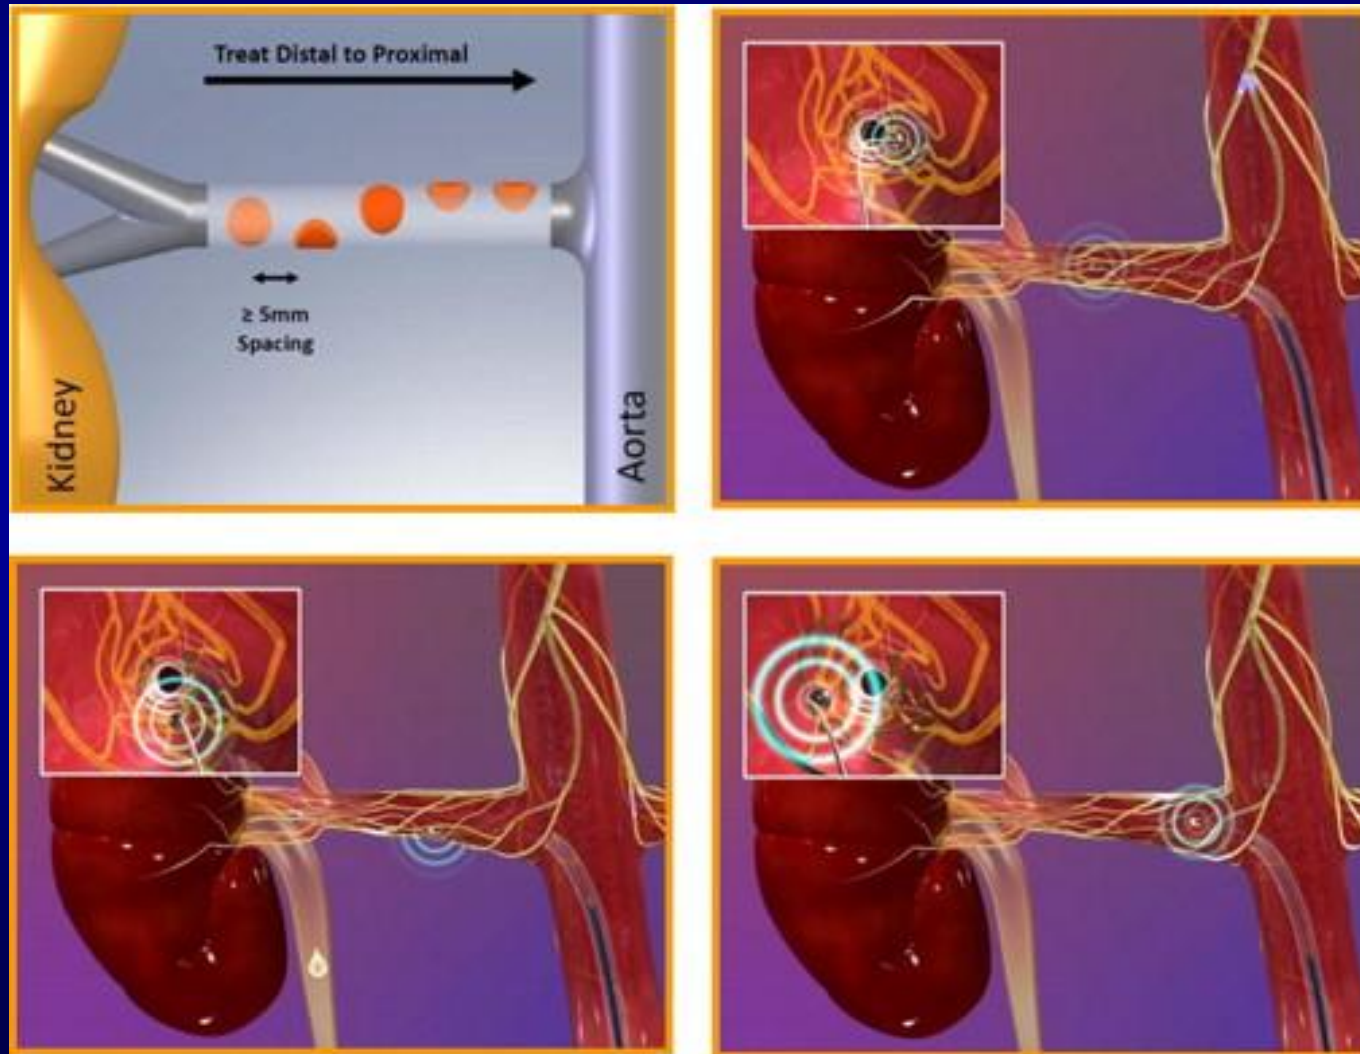 Treat Distal to Proximal
≥ 5mm
Spacing
Kidney
Aorta